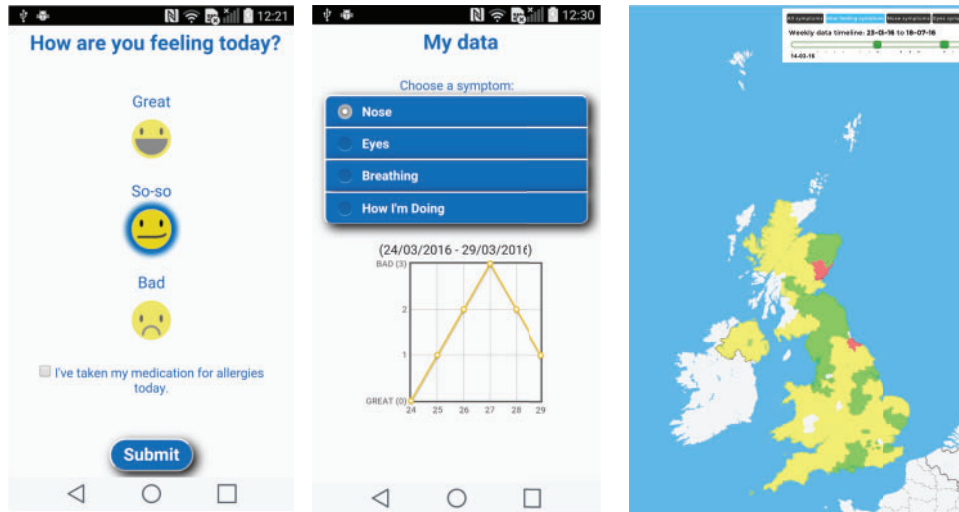 12:21
How are you feeling today?
Great
So-so
Bad
I've taken my medication for allergies
today.
Submit
12:30
My data
Choose a symptom:
Nose
Eyes
Breathing
How I'm Doing
(24/03/2016 - 29/03/2016)
BAD (3)
2
1
GREAT (0)
24 25 26 27 28 29
All symptoms How feeling symptoms Nose symptoms Eyes symp
Weekly data timeline: 23-01-16 to 18-07-16
14-03-16